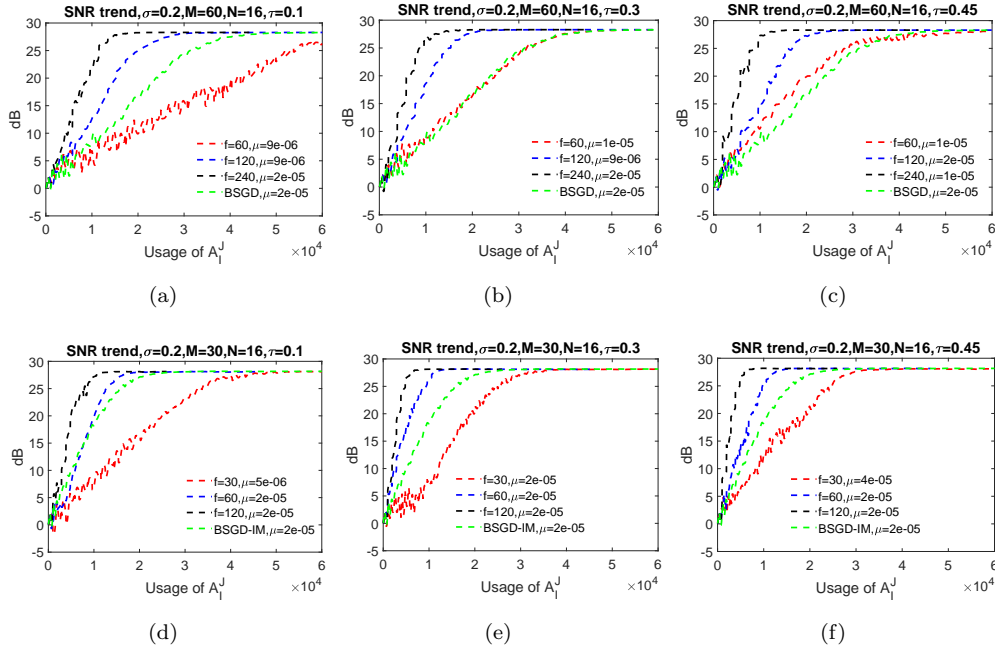 SNR trend,σ=0.2,M=60,N=16,τ=0.1
30
25
20
15
10
5
0
-5
dB
f=60,μ=9e-06
f=120,μ=9e-06
f=240,μ=2e-05
BSGD,μ=2e-05
0 1 2 3 4 5 6
Usage of A_I^J
×10^4
(a)
SNR trend,σ=0.2,M=60,N=16,τ=0.3
30
25
20
15
10
5
0
-5
dB
f=60,μ=1e-05
f=120,μ=9e-06
f=240,μ=2e-05
BSGD,μ=2e-05
0 1 2 3 4 5 6
Usage of A_I^J
×10^4
(b)
SNR trend,σ=0.2,M=60,N=16,τ=0.45
30
25
20
15
10
5
0
-5
dB
f=60,μ=1e-05
f=120,μ=2e-05
f=240,μ=1e-05
BSGD,μ=2e-05
0 1 2 3 4 5 6
Usage of A_I^J
×10^4
(c)
SNR trend,σ=0.2,M=30,N=16,τ=0.1
30
25
20
15
10
5
0
-5
dB
f=30,μ=5e-06
f=60,μ=2e-05
f=120,μ=2e-05
BSGD-IM,μ=2e-05
0 1 2 3 4 5 6
Usage of A_I^J
×10^4
(d)
SNR trend,σ=0.2,M=30,N=16,τ=0.3
30
25
20
15
10
5
0
-5
dB
f=30,μ=2e-05
f=60,μ=2e-05
f=120,μ=2e-05
BSGD-IM,μ=2e-05
0 1 2 3 4 5 6
Usage of A_I^J
×10^4
(e)
SNR trend,σ=0.2,M=30,N=16,τ=0.45
30
25
20
15
10
5
0
-5
dB
f=30,μ=4e-05
f=60,μ=2e-05
f=120,μ=2e-05
BSGD-IM,μ=2e-05
0 1 2 3 4 5 6
Usage of A_I^J
×10^4
(f)